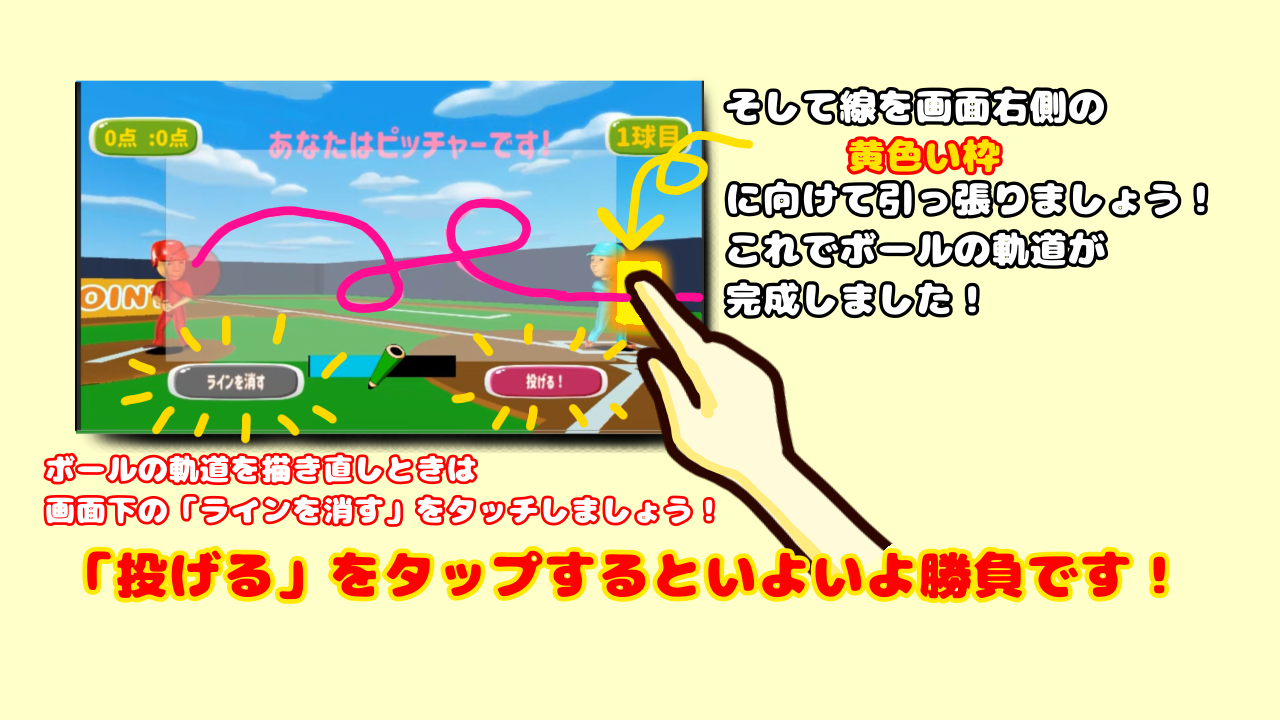 そして線を画面右側の
黄色い枠
に向けて引っ張りましょう！
これでボールの軌道が
完成しました！
0点 :0点
あなたはピッチャーです!
1球目
OINT
ラインを消す
投げる！
ボールの軌道を描き直しときは
画面下の「ラインを消す」をタッチしましょう！
「投げる」をタップするといよいよ勝負です！